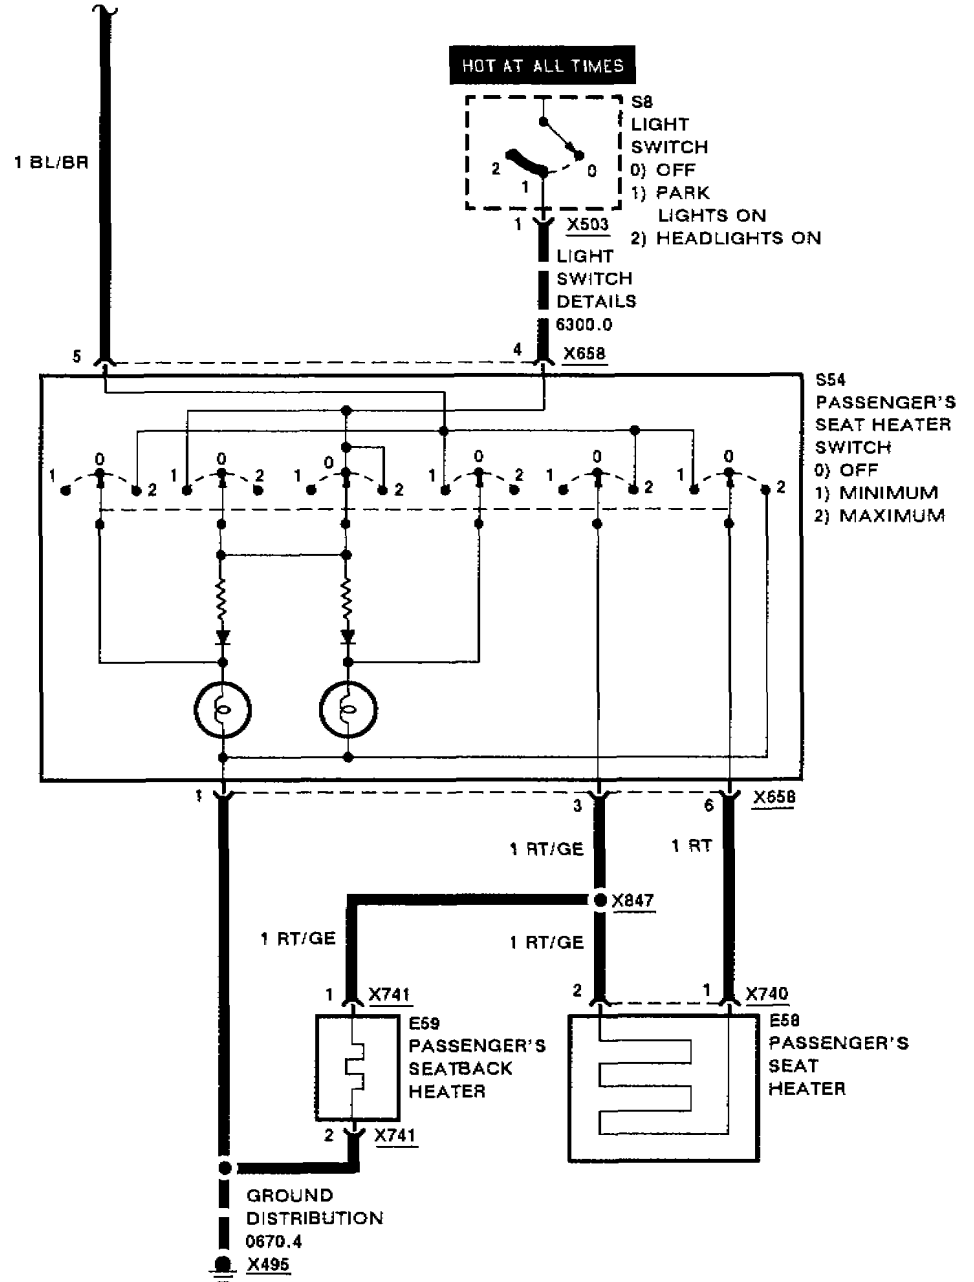 HOT AT ALL TIMES
S8
LIGHT
SWITCH
0) OFF
1) PARK
LIGHTS ON
2) HEADLIGHTS ON
2
1
0
1 BL/BR
1
X503
LIGHT
SWITCH
DETAILS
6300.0
5
4
X658
S54
PASSENGER'S
SEAT HEATER
SWITCH
0) OFF
1) MINIMUM
2) MAXIMUM
1 0 2
1 0 2
1 0 2
1 0 2
1 0 2
1 0 2
1
3
6
X658
1 RT/GE
1 RT
X847
1 RT/GE
1 RT/GE
1
X741
2
1
X740
E59
PASSENGER'S
SEATBACK
HEATER
E58
PASSENGER'S
SEAT
HEATER
2
X741
GROUND
DISTRIBUTION
0670.4
X495